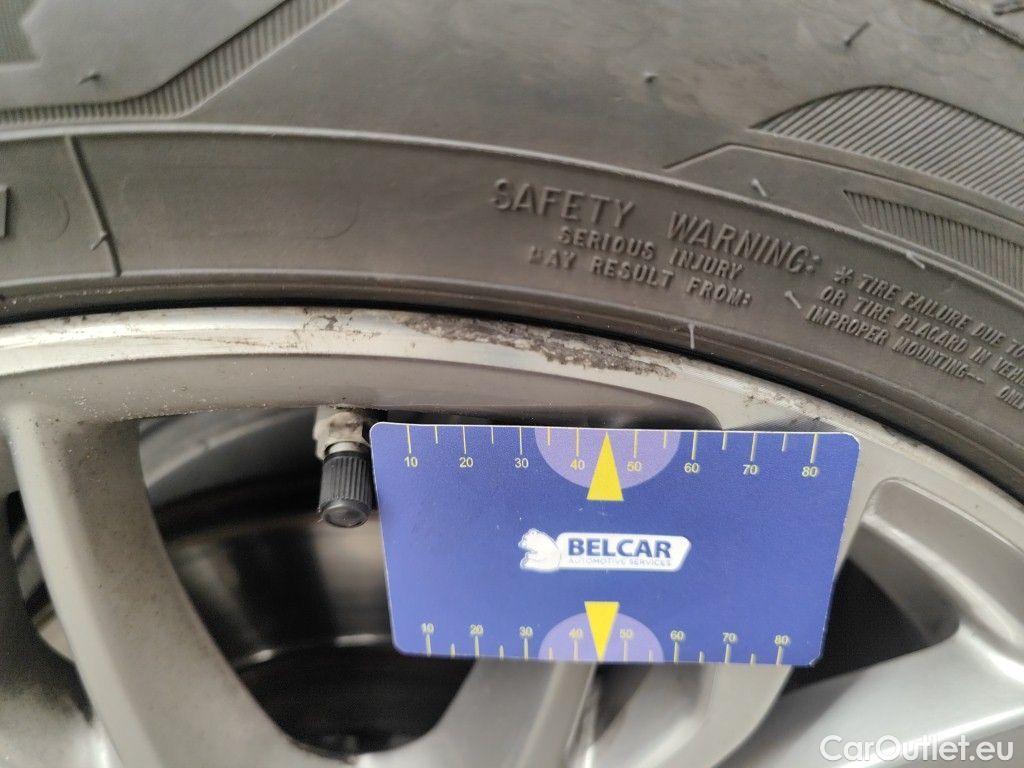 SAFETY WARNING:
SERIOUS INJURY
MAY RESULT FROM:
* TIRE FAILURE DUE TO
OR TIRE PLACARD IN
IMPROPER MOUNTING— ONLY
10 20 30 40 50 60 70 80
BELCAR
AUTOMOTIVE SERVICES
10 20 30 40 50 60 70 80
CarOutlet.eu